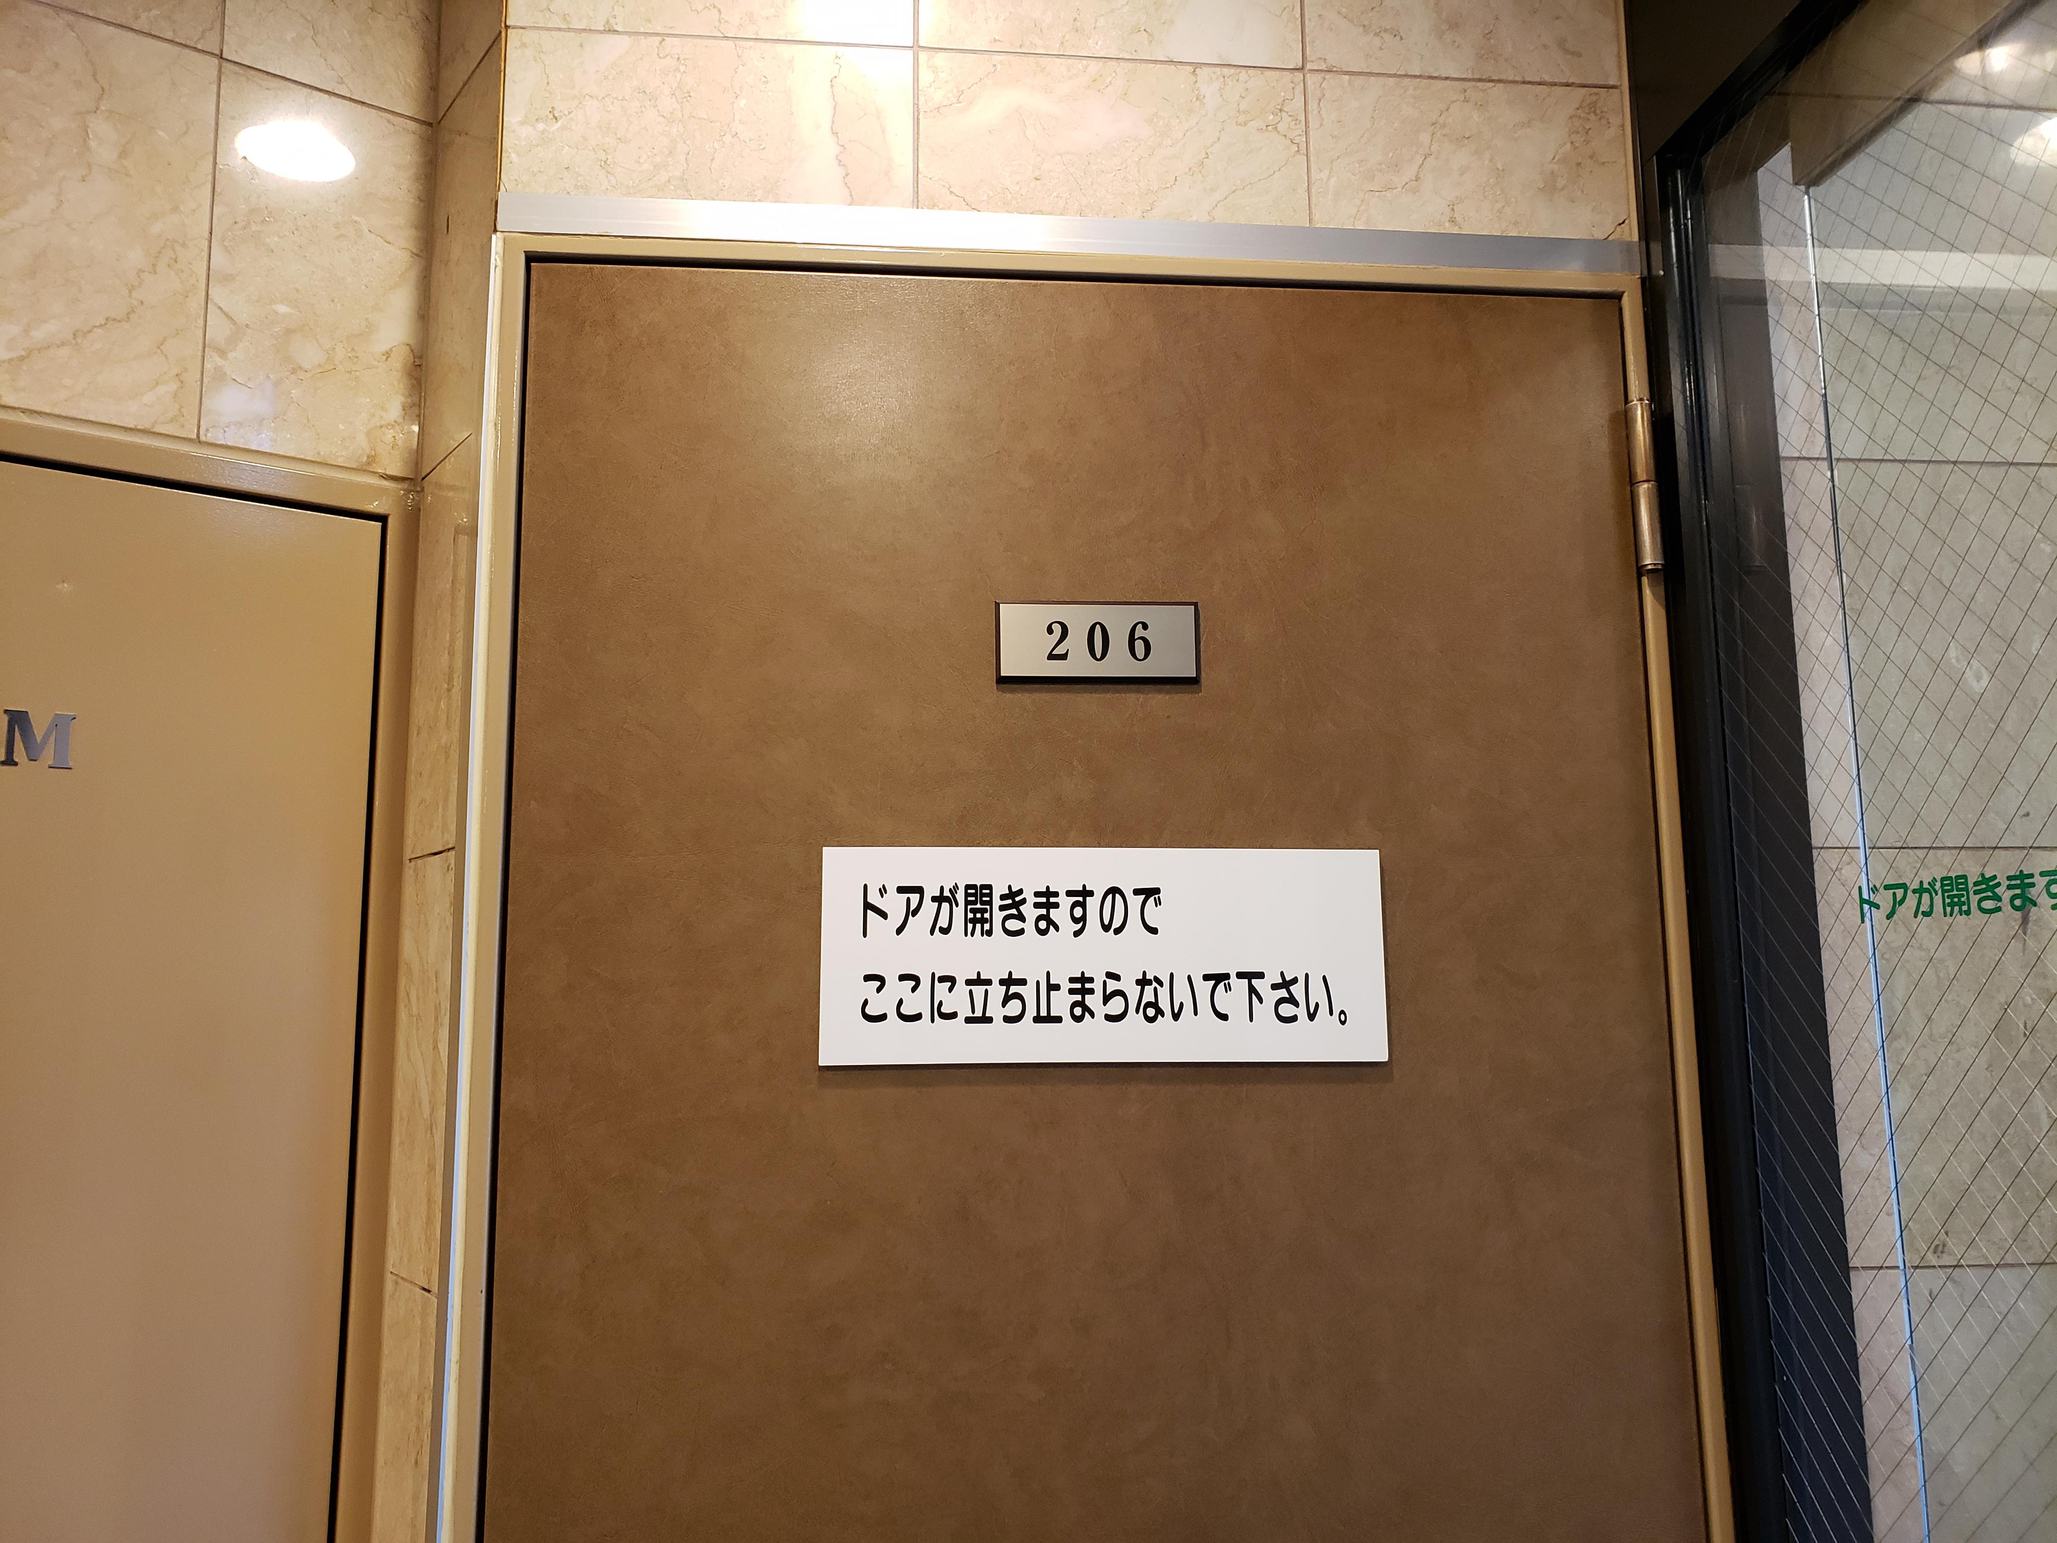 M
206
ドアが開きますので
ここに立ち止まらないで下さい。
ドアが開きます